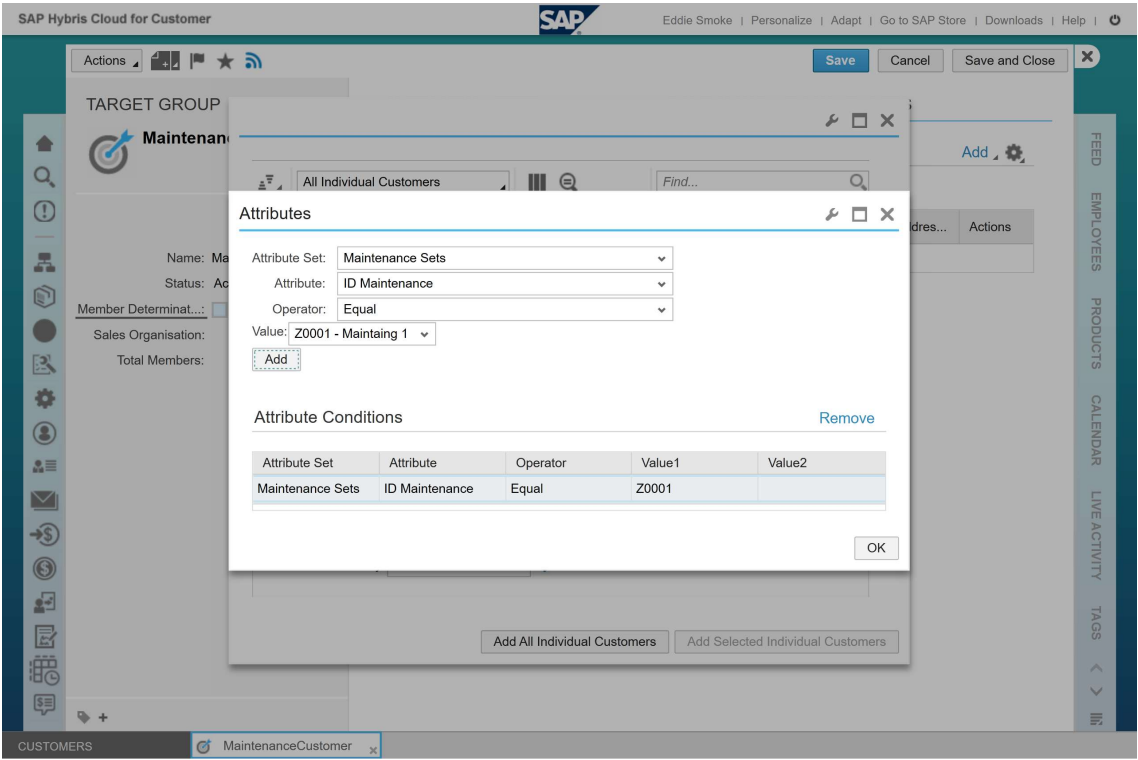 SAP Hybris Cloud for Customer
SAP
Eddie Smoke | Personalize | Adapt | Go to SAP Store | Downloads | Help |
Actions
Save
Cancel
Save and Close
TARGET GROUP
Maintenan
Add
All Individual Customers
Find...
Attributes
dres...
Actions
Name: Ma
Status: Ac
Member Determinat...:
Sales Organisation:
Total Members:
Attribute Set: Maintenance Sets
Attribute: ID Maintenance
Operator: Equal
Value: Z0001 - Maintaing 1
Add
Attribute Conditions
Remove
Attribute Set Attribute Operator Value1 Value2
Maintenance Sets ID Maintenance Equal Z0001
OK
Add All Individual Customers
Add Selected Individual Customers
FEED
EMPLOYEES
PRODUCTS
CALENDAR
LIVE ACTIVITY
TAGS
CUSTOMERS
MaintenanceCustomer